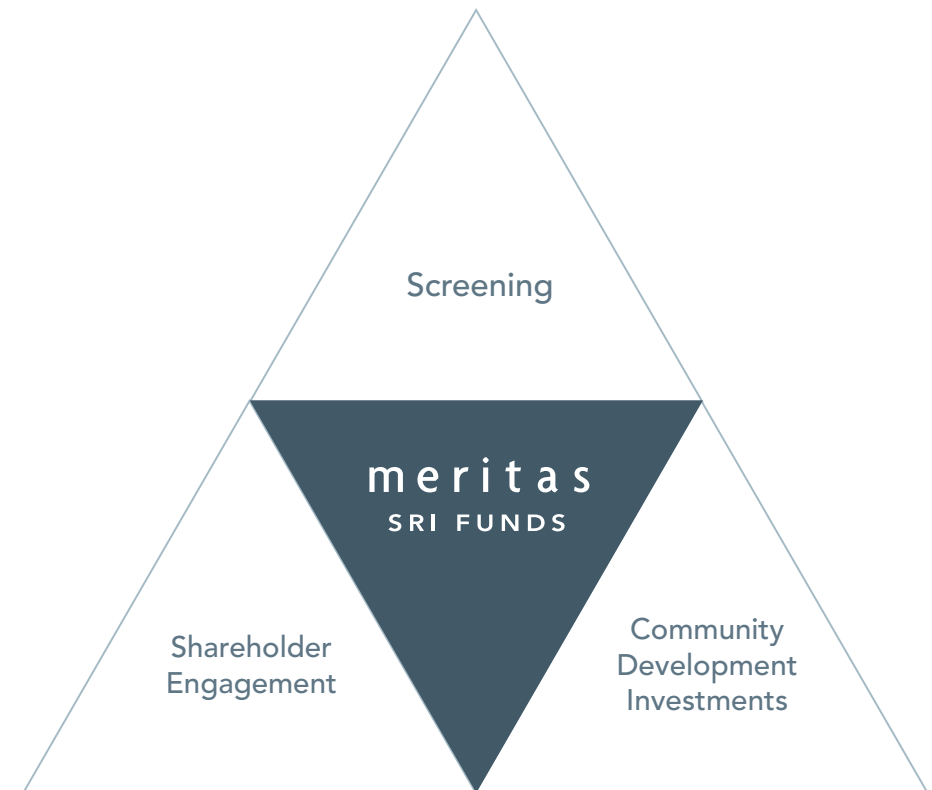 Screening
meritas
SRI FUNDS
Shareholder
Engagement
Community
Development
Investments